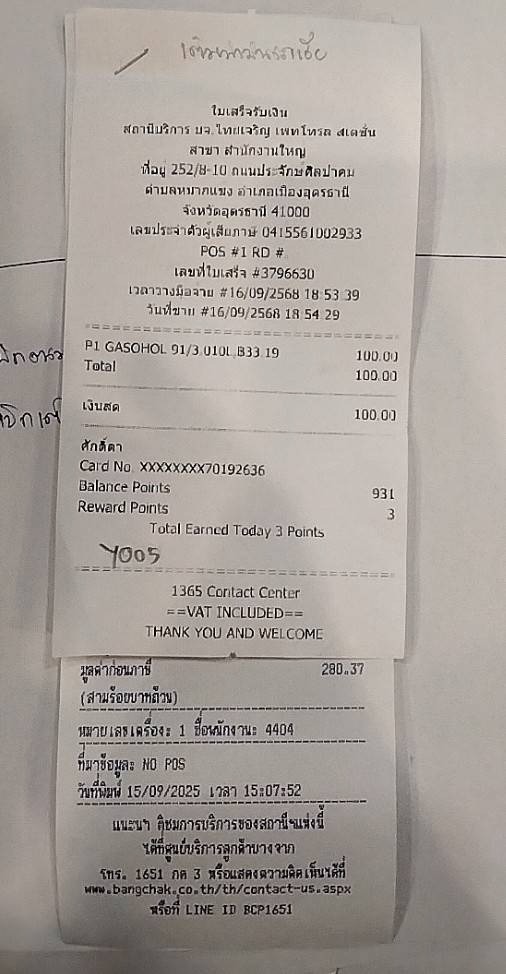 ใบเสร็จรับเงิน
สถานีบริการ บจ.ไทยเจริญ เพทโทรล สเตชั่น
สาขา สำนักงานใหญ่
ที่อยู่ 252/8-10 ถนนประจักษ์ศิลปาคม
ตำบลหมากแข้ง อำเภอเมืองอุดรธานี
จังหวัดอุดรธานี 41000
เลขประจำตัวผู้เสียภาษี 0415561002933
POS #1 RD #
เลขที่ใบเสร็จ #3796630
เวลาวางมือจ่าย #16/09/2568 18:53:39
วันที่ขาย #16/09/2568 18:54:29
P1 GASOHOL 91/3.010L.B33.19 100.00
Total 100.00
เงินสด 100.00
ศักดิ์ดา
Card No. XXXXXXXX70192636
Balance Points 931
Reward Points 3
Total Earned Today 3 Points
Y005
1365 Contact Center
==VAT INCLUDED==
THANK YOU AND WELCOME
มูลค่าก่อนภาษี 280.37
(สามร้อยบาทถ้วน)
หมายเลขเครื่อง: 1 ชื่อพนักงาน: 4404
ที่มาข้อมูล: NO POS
วันที่พิมพ์ 15/09/2025 เวลา 15:07:52
แนะนำ ติชมการบริการของสถานีฯแห่งนี้
ได้ที่ศูนย์บริการลูกค้าบางจาก
โทร. 1651 กด 3 หรือแสดงความคิดเห็นได้ที่
www.bangchak.co.th/th/contact-us.aspx
หรือที่ LINE ID BCP1651